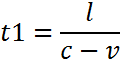 t1 = l / (c − v)